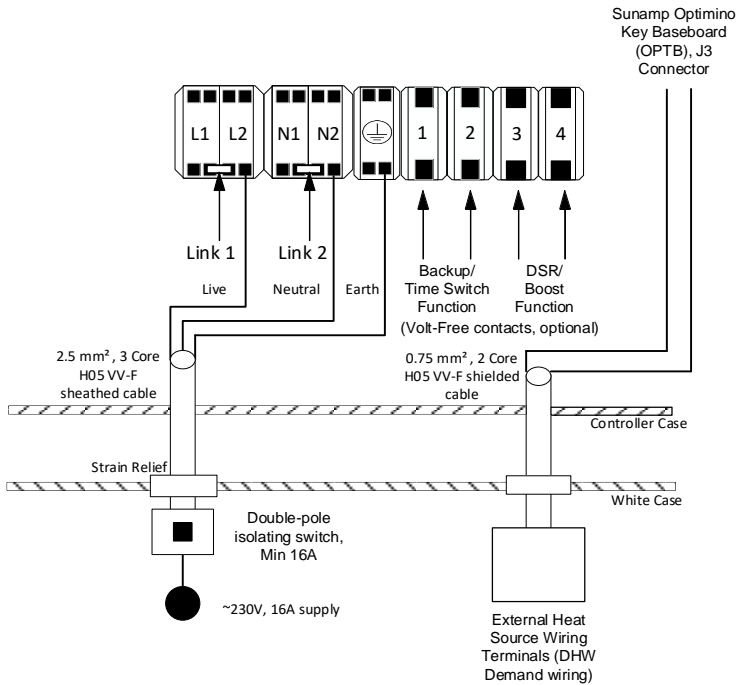 Sunamp Optimino
Key Baseboard
(OPTB), J3
Connector
L1 L2 N1 N2 1 2 3 4
Link 1
Link 2
Backup/
Time Switch
Function
DSR/
Boost
Function
(Volt-Free contacts, optional)
Live
Neutral
Earth
2.5 mm², 3 Core
H05 VV-F
sheathed cable
0.75 mm², 2 Core
H05 VV-F shielded
cable
Controller Case
Strain Relief
White Case
Double-pole
isolating switch,
Min 16A
~230V, 16A supply
External Heat
Source Wiring
Terminals (DHW
Demand wiring)